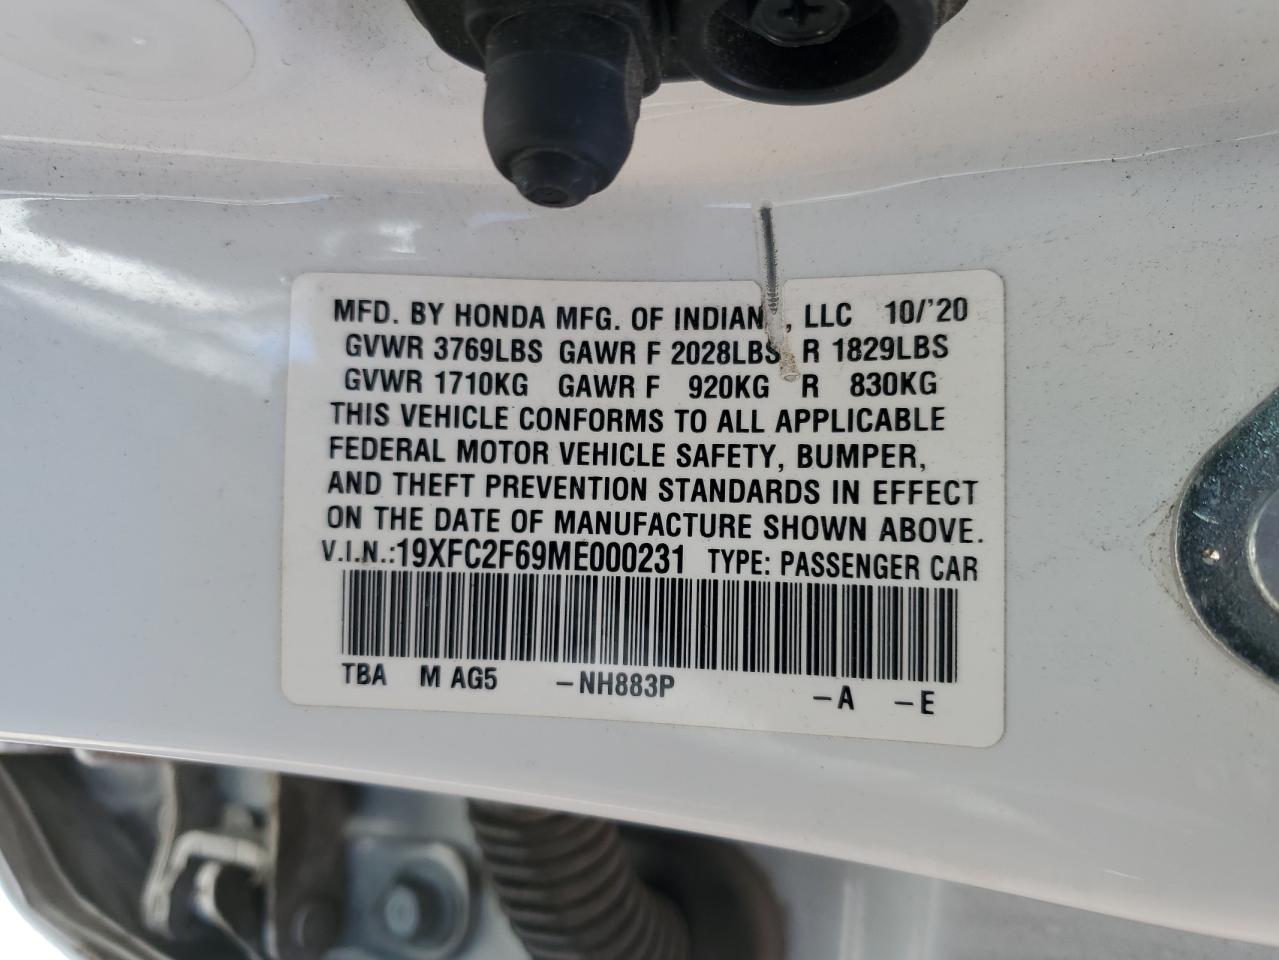 MFD. BY HONDA MFG. OF INDIAN , LLC 10/'20
GVWR 3769LBS GAWR F 2028LBS R 1829LBS
GVWR 1710KG GAWR F 920KG R 830KG
THIS VEHICLE CONFORMS TO ALL APPLICABLE
FEDERAL MOTOR VEHICLE SAFETY, BUMPER,
AND THEFT PREVENTION STANDARDS IN EFFECT
ON THE DATE OF MANUFACTURE SHOWN ABOVE.
V.I.N.:19XFC2F69ME000231 TYPE: PASSENGER CAR
TBA M AG5 –NH883P –A –E